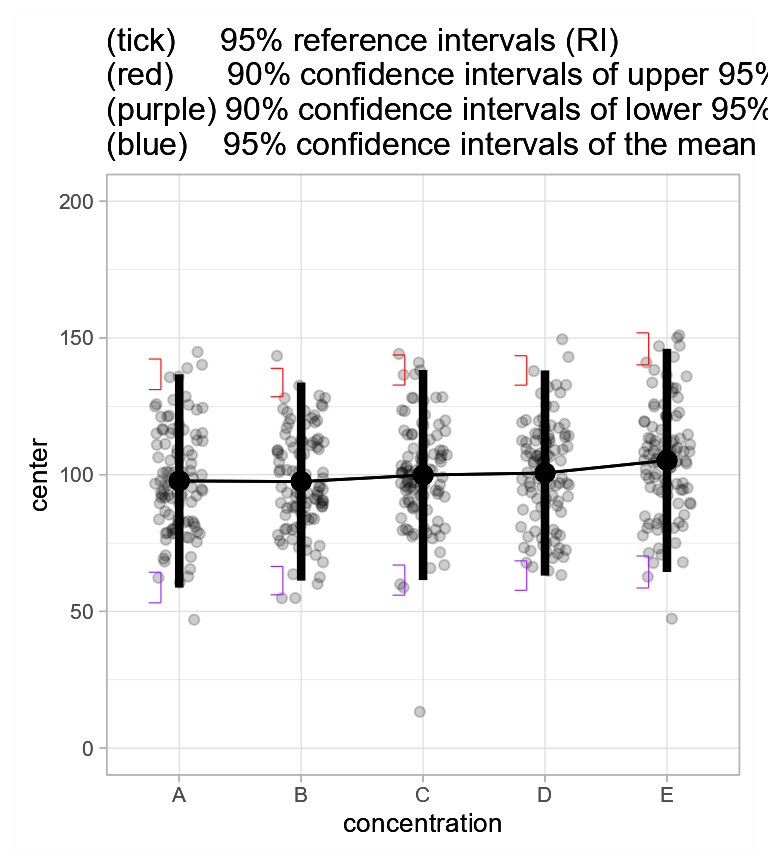 (tick) 95% reference intervals (RI)
(red) 90% confidence intervals of upper 95%
(purple) 90% confidence intervals of lower 95%
(blue) 95% confidence intervals of the mean
200
150
100
50
0
center
A B C D E
concentration